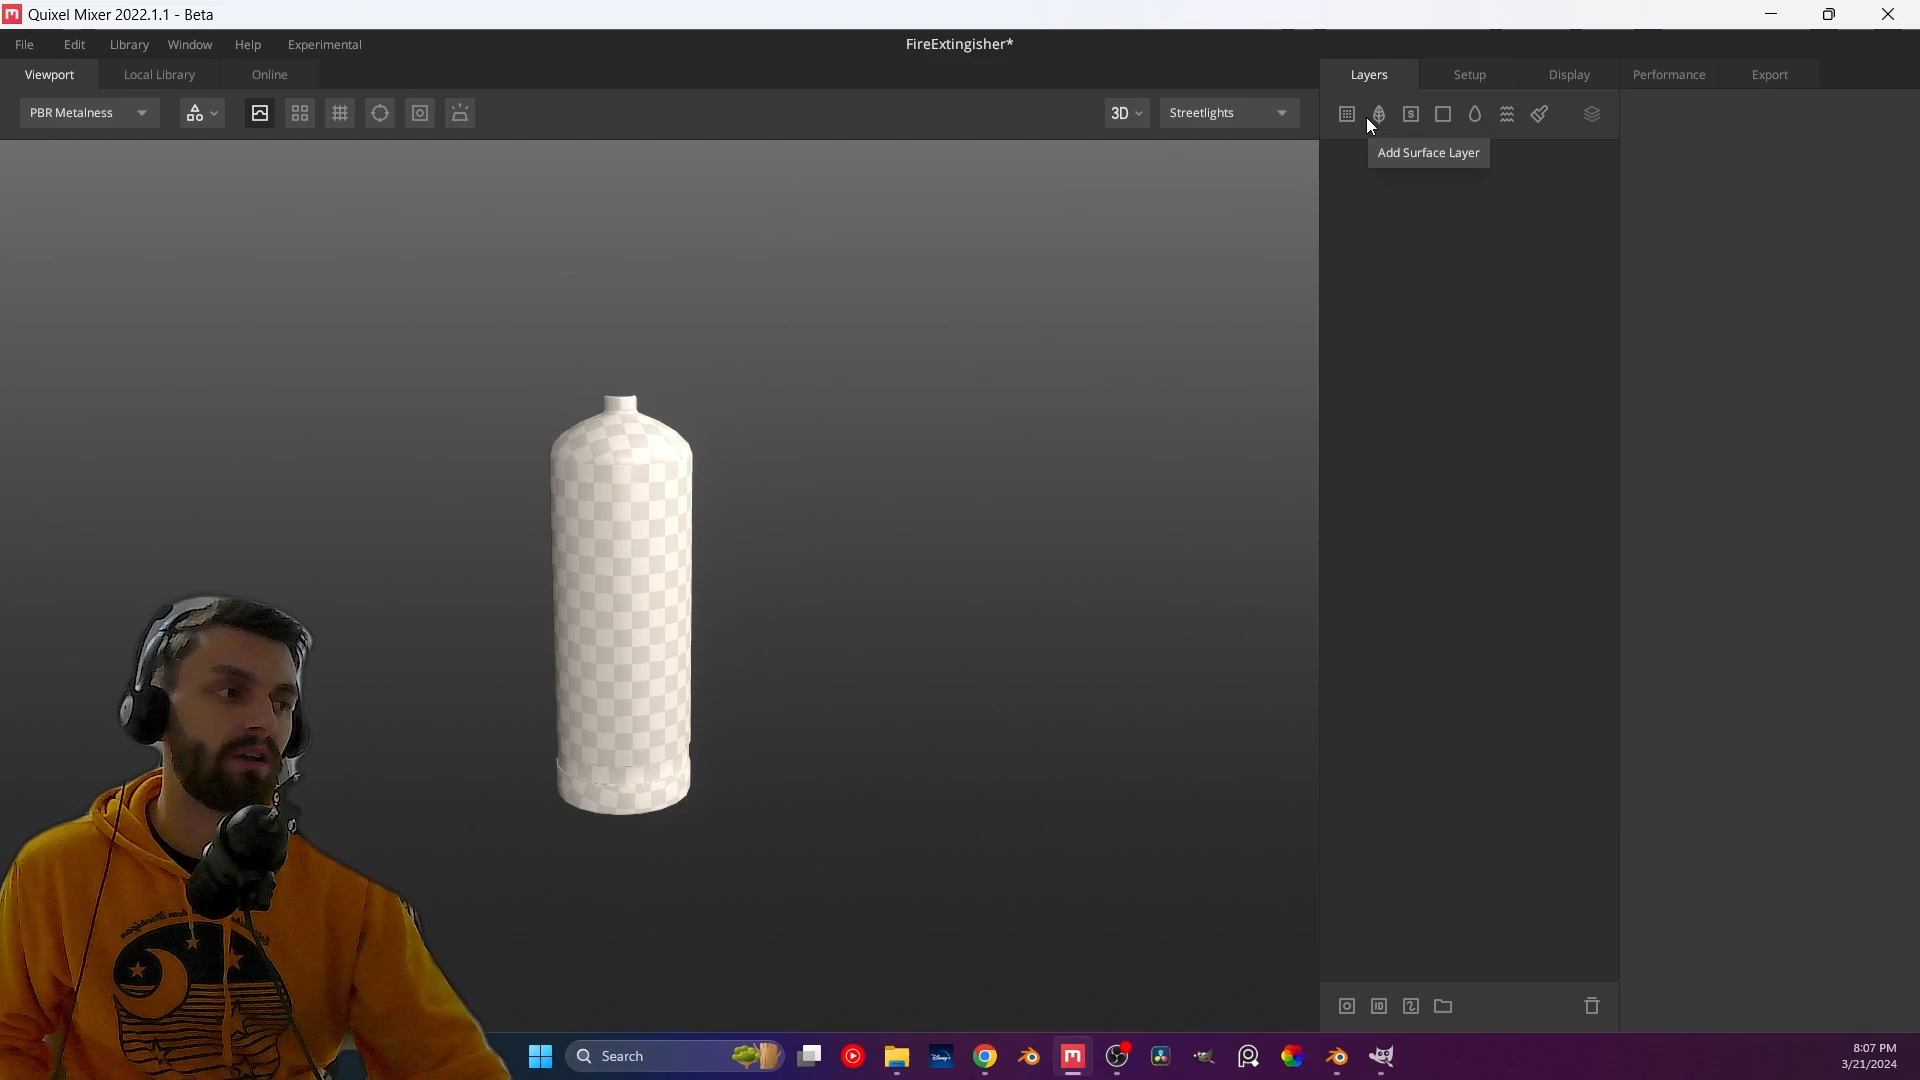 Quixel Mixer 2022.1.1 - Beta
File Edit Library Window Help Experimental
FireExtingisher*
Viewport Local Library Online
Layers Setup Display Performance Export
PBR Metalness
3D
Streetlights
Add Surface Layer
Search
8:07 PM
3/21/2024